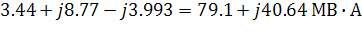 3.44 + j8.77 − j3.993 = 79.1 + j40.64 MB · A